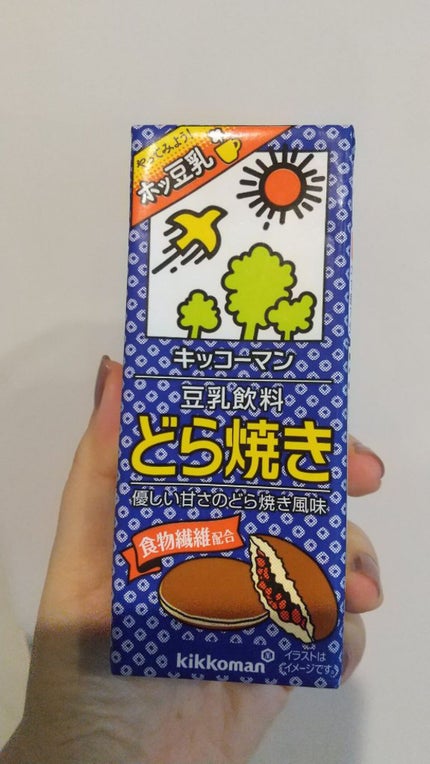 やってみよう!
ホッ豆乳
キッコーマン
豆乳飲料
どら焼き
優しい甘さのどら焼き風味
食物繊維配合
kikkoman
イラストは
イメージです。